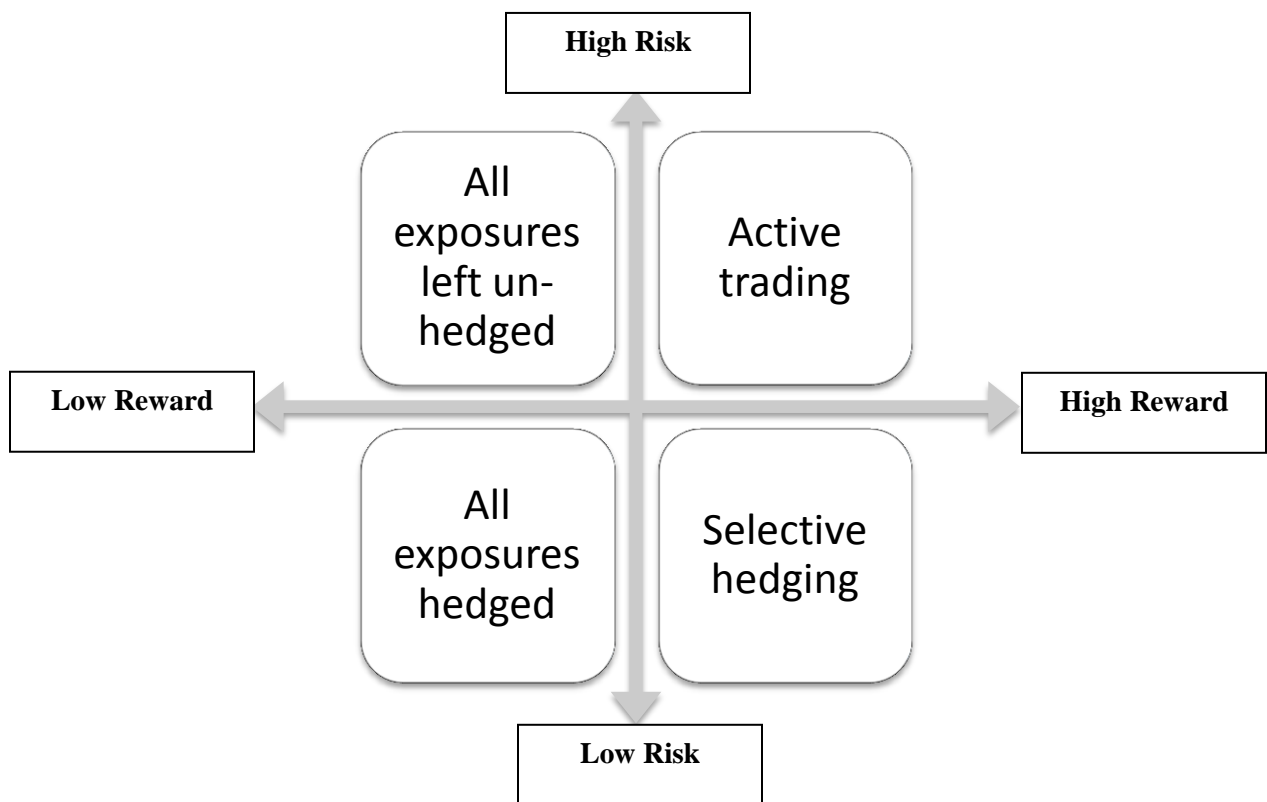 High Risk
All
exposures
left un-
hedged
Active
trading
Low Reward
High Reward
All
exposures
hedged
Selective
hedging
Low Risk